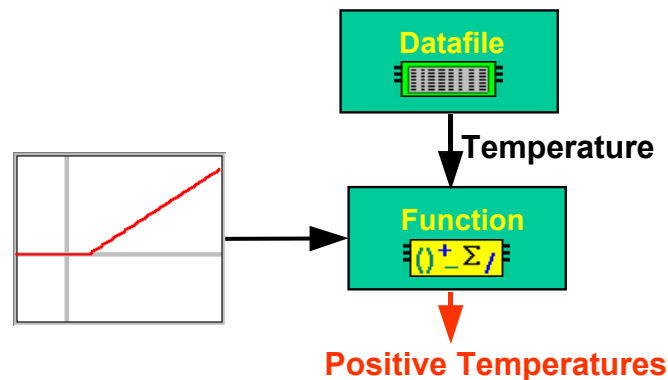 Datafile
Temperature
Function
() + − Σ /
Positive Temperatures